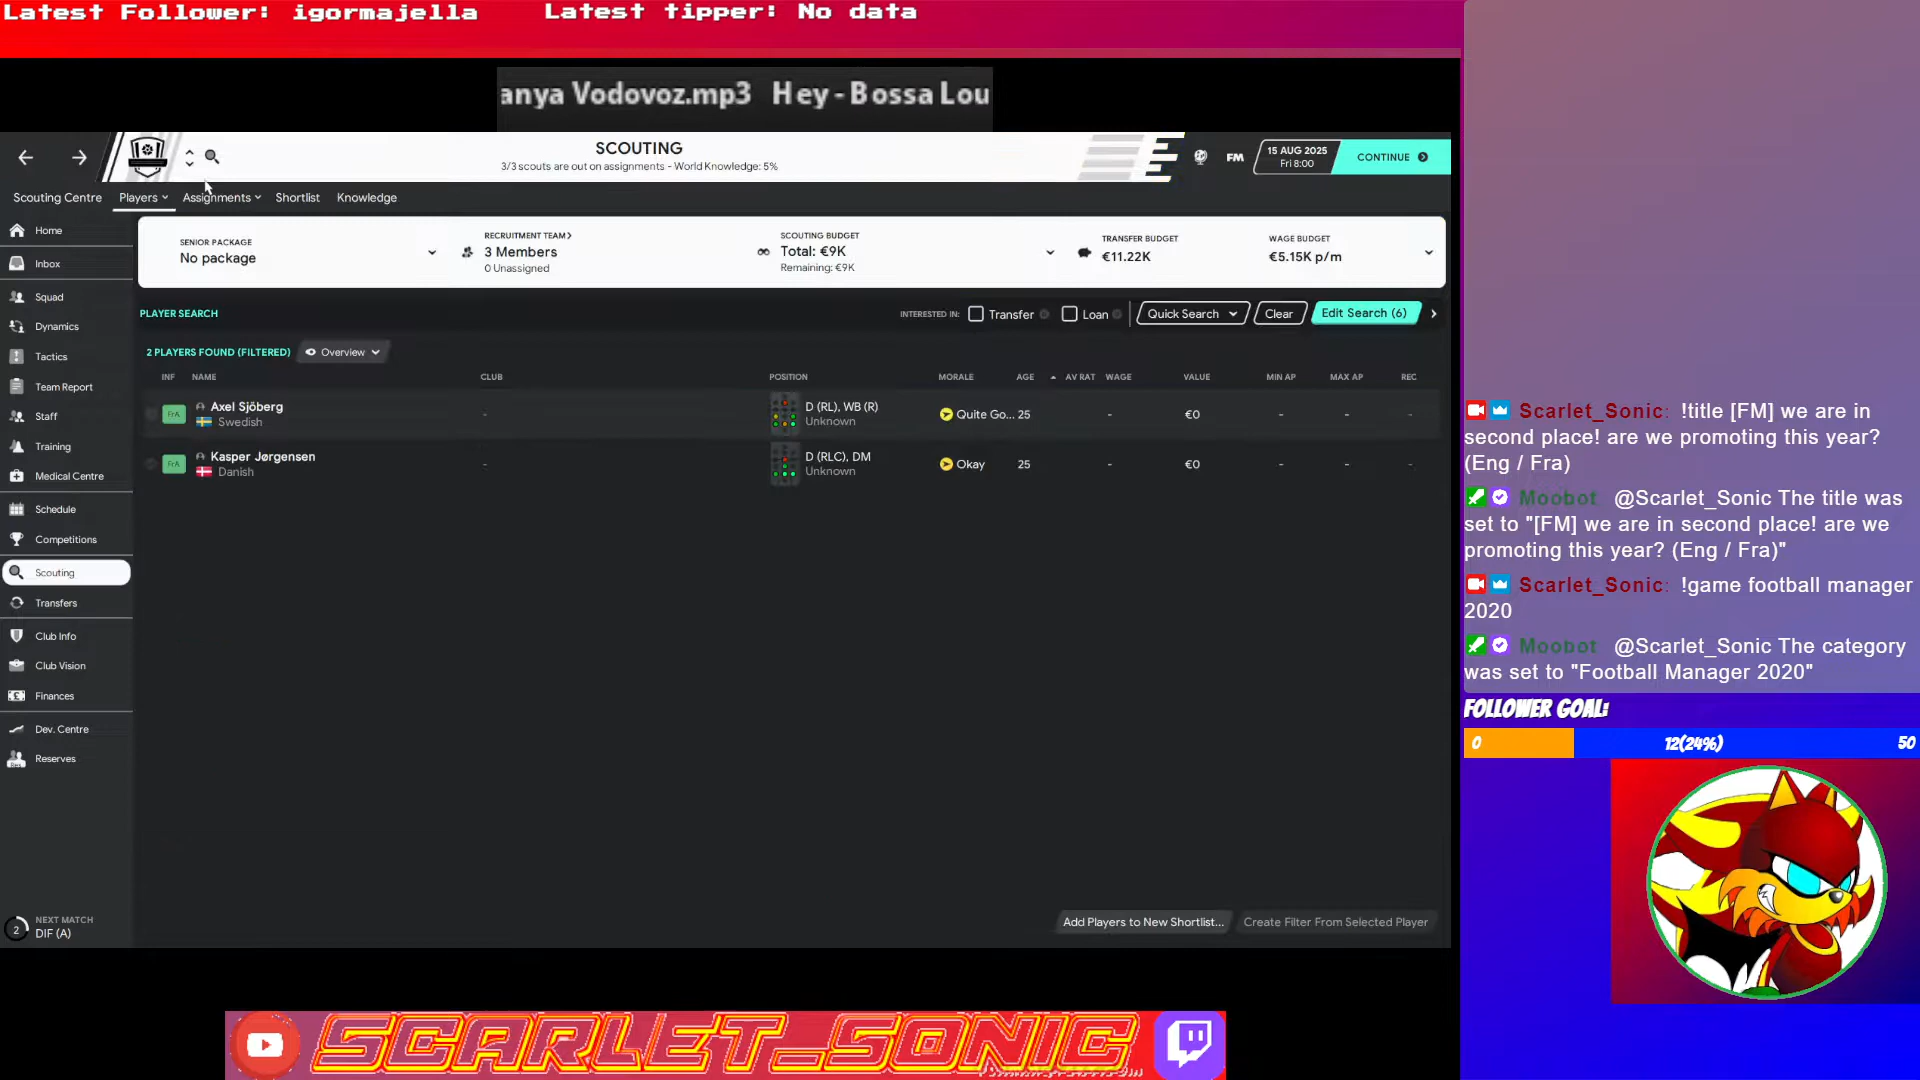 Latest Follower: igormajella Latest tipper: No data
anya Vodovoz.mp3 Hey - Bossa Lou
SCOUTING
3/3 scouts are out on assignments - World Knowledge: 5%
FM
15 AUG 2025
Fri 8:00
CONTINUE
Scouting Centre Players Assignments Shortlist Knowledge
Home
Inbox
Squad
Dynamics
Tactics
Team Report
Staff
Training
Medical Centre
Schedule
Competitions
Scouting
Transfers
Club Info
Club Vision
Finances
Dev. Centre
Reserves
2
NEXT MATCH
DIF (A)
SENIOR PACKAGE
No package
RECRUITMENT TEAM
3 Members
0 Unassigned
SCOUTING BUDGET
Total: €9K
Remaining: €9K
TRANSFER BUDGET
€11.22K
WAGE BUDGET
€5.15K p/m
PLAYER SEARCH
INTERESTED IN: Transfer Loan Quick Search Clear Edit Search (6)
2 PLAYERS FOUND (FILTERED) Overview
INF NAME CLUB POSITION MORALE AGE AV RAT WAGE VALUE MIN AP MAX AP REC
FrA Axel Sjöberg - D (RL), WB (R) Quite Go... 25 - €0 - - -
Swedish Unknown
FrA Kasper Jørgensen - D (RLC), DM Okay 25 - €0 - - -
Danish Unknown
Add Players to New Shortlist... Create Filter From Selected Player
Scarlet_Sonic: !title [FM] we are in
second place! are we promoting this year?
(Eng / Fra)
Moobot: @Scarlet_Sonic The title was
set to "[FM] we are in second place! are we
promoting this year? (Eng / Fra)"
Scarlet_Sonic: !game football manager
2020
Moobot: @Scarlet_Sonic The category
was set to "Football Manager 2020"
FOLLOWER GOAL:
0 12(24%) 50
SCARLET_SONIC